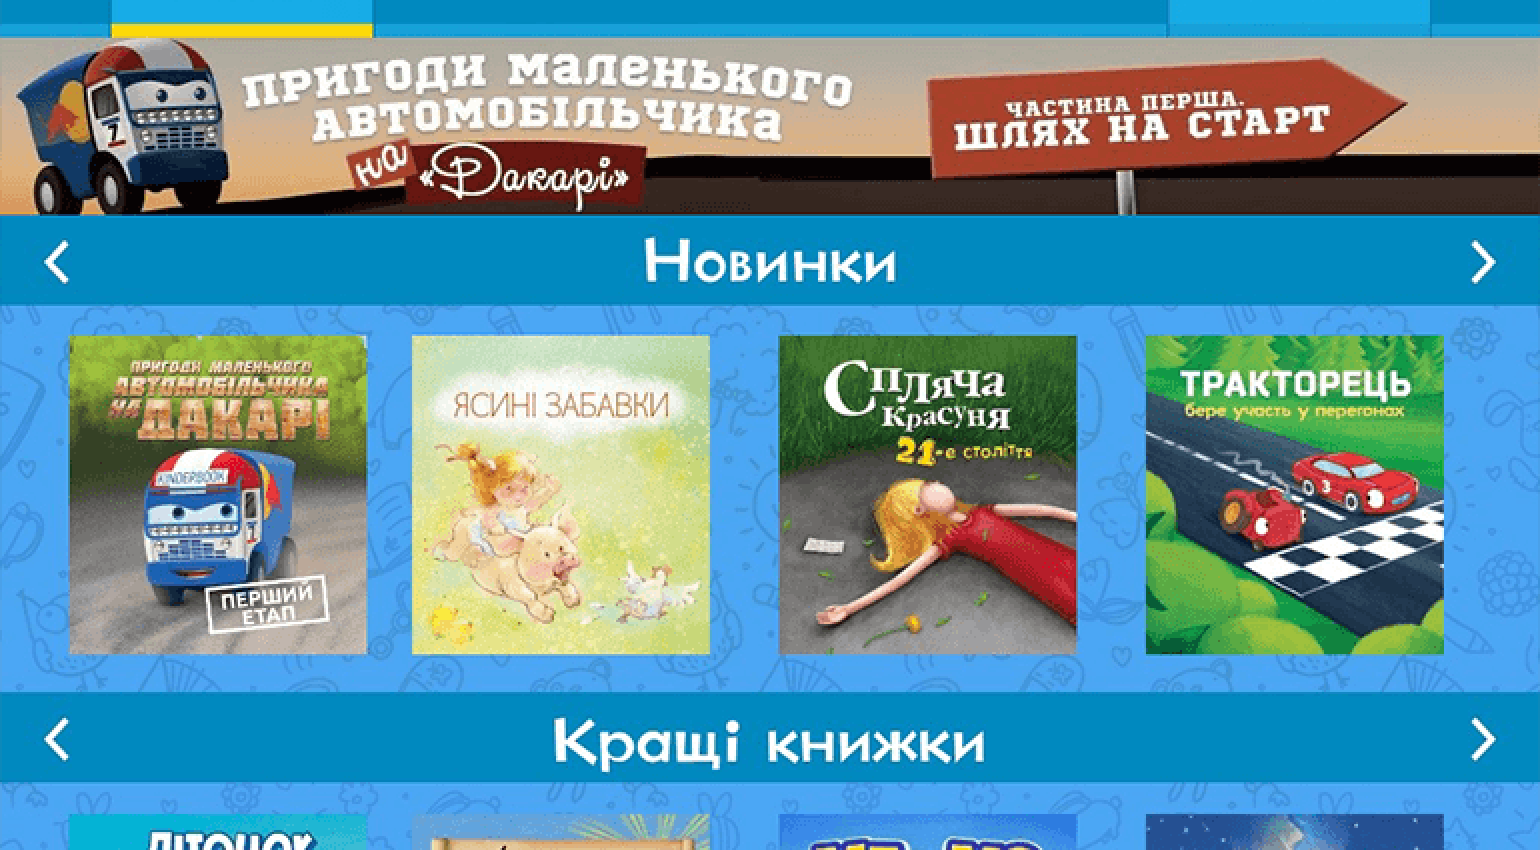 ПРИГОДИ МАЛЕНЬКОГО
АВТОМОБІЛЬЧИКА
на «Дакарі»
ЧАСТИНА ПЕРША.
ШЛЯХ НА СТАРТ
Новинки
ПРИГОДИ МАЛЕНЬКОГО
АВТОМОБІЛЬЧИКА
НА ДАКАРІ
KINDERBOOK
ПЕРШИЙ
ЕТАП
ЯСИНІ ЗАБАВКИ
Спляча
Красуня
21-е століття
ТРАКТОРЕЦЬ
бере участь у перегонах
3
Кращі книжки